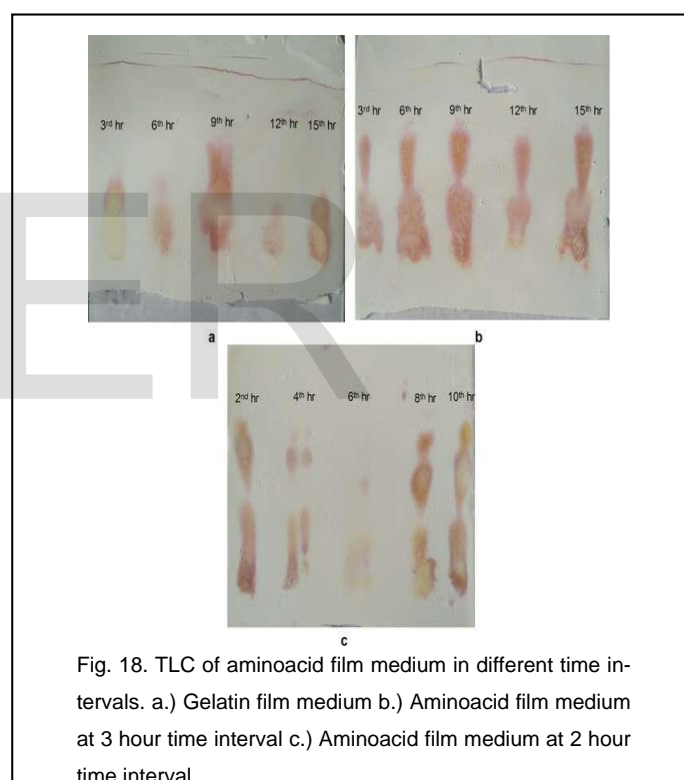 3rd hr 6th hr 9th hr 12th hr 15th hr
3rd hr 6th hr 9th hr 12th hr 15th hr
a b
2nd hr 4th hr 6th hr 8th hr 10th hr
c
ER
Fig. 18. TLC of aminoacid film medium in different time in-
tervals. a.) Gelatin film medium b.) Aminoacid film medium
at 3 hour time interval c.) Aminoacid film medium at 2 hour
time interval